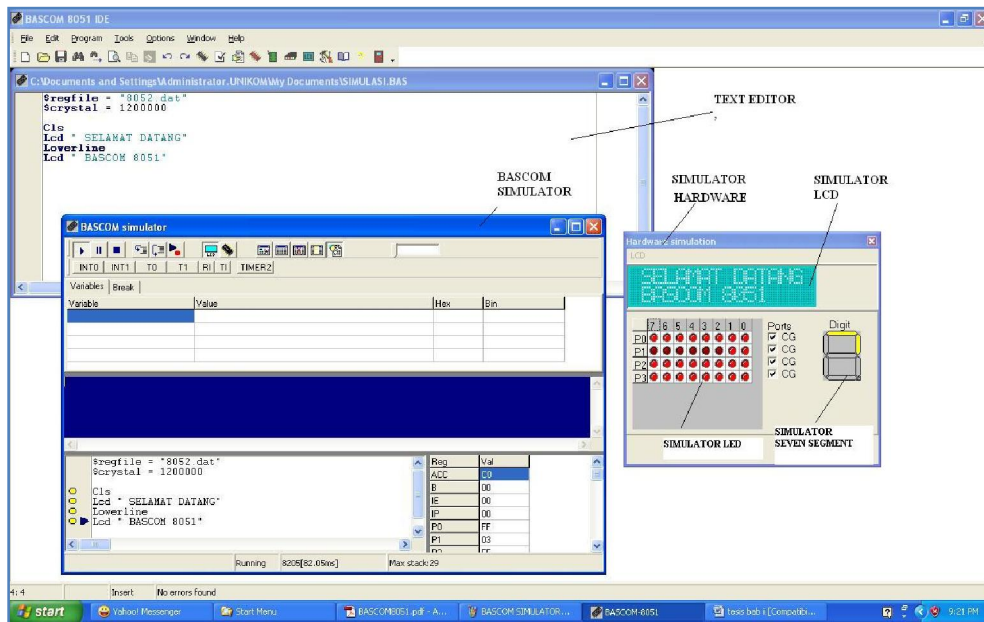 BASCOM 8051 IDE
File Edit Program Tools Options Window Help
C:\Documents and Settings\Administrator.UNIKOM\My Documents\SIMULASI.BAS
$regfile = "8052.dat"
$crystal = 1200000
Cls
Lcd " SELAMAT DATANG"
Lowerline
Lcd " BASCOM 8051"
TEXT EDITOR
BASCOM
SIMULATOR
SIMULATOR
HARDWARE
SIMULATOR
LCD
BASCOM simulator
INT0 INT1 T0 T1 RI TI TIMER2
Variables Break
Variable Value Hex Bin
$regfile = "8052.dat"
$crystal = 1200000
Cls
Lcd " SELAMAT DATANG"
Lowerline
Lcd " BASCOM 8051"
Reg Val
ACC C0
B 00
IE 00
IP 00
P0 FF
P1 03
P2 FF
Running 8205[82.05ms] Max stack:29
Hardware simulation
LCD
SELAMAT DATANG
BASCOM 8051
7 6 5 4 3 2 1 0
P0
P1
P2
P3
Ports
CG
CG
CG
CG
Digit
SIMULATOR LED
SIMULATOR
SEVEN SEGMENT
4: 4 Insert No errors found
start Yahoo! Messenger Start Menu BASCOM8051.pdf - A... BASCOM SIMULATOR... BASCOM-8051 tesis bab i [Compatibi... 9:21 PM